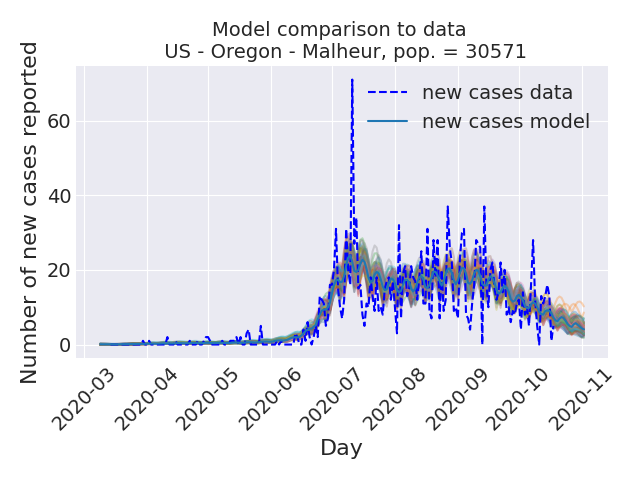 Model comparison to data
US - Oregon - Malheur, pop. = 30571
Number of new cases reported
60
40
20
0
new cases data
new cases model
2020-03
2020-04
2020-05
2020-06
2020-07
2020-08
2020-09
2020-10
2020-11
Day